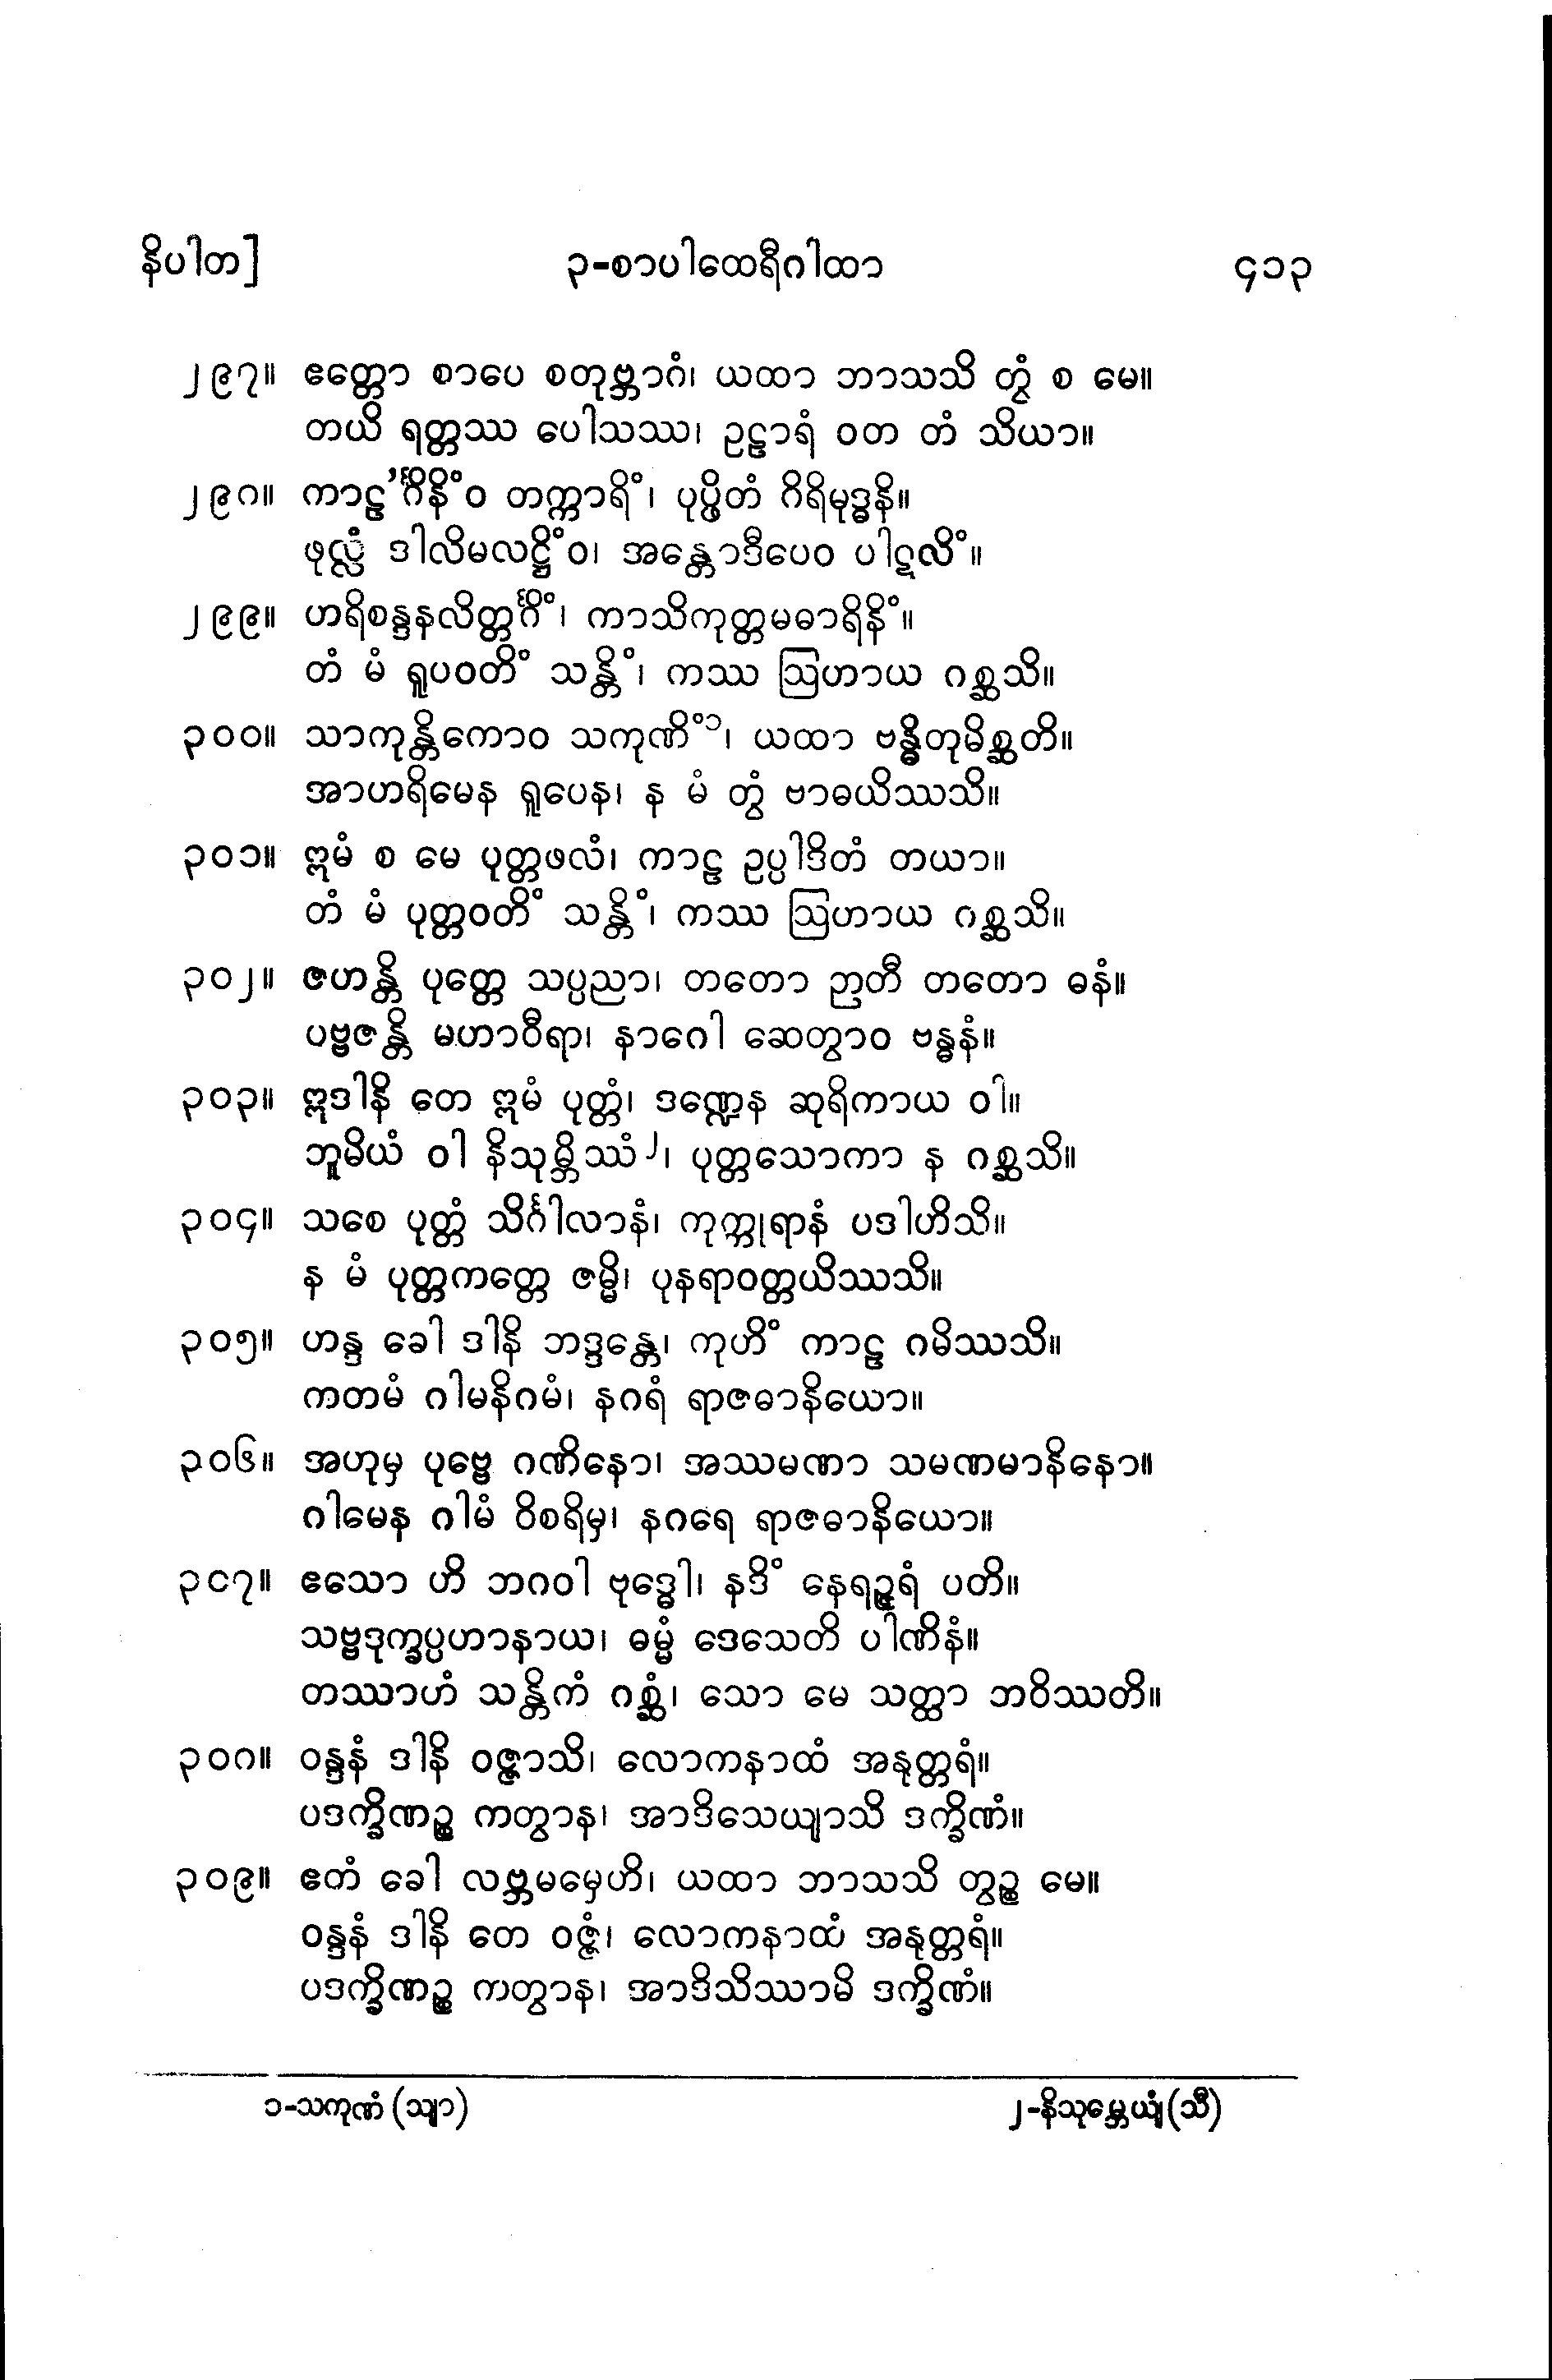 နိပါတ] ၃-စာပါထေရီဂါထာ ၄၁၃
၂၉၇။ ဧတ္တော စာပေ စတုဗ္ဘာဂံ၊ ယထာ ဘာသသိ တွံ စ မေ။
တယိ ရတ္တဿ ပေါသဿ၊ ဥဠာရံ ဝတ တံ သိယာ။
၂၉၈။ ကာဠ’င်္ဂိနိံဝ တက္ကာရိံ၊ ပုပ္ဖိတံ ဂိရိမုဒ္ဓနိ။
ဖုလ္လံ ဒါလိမလဋ္ဌိံဝ၊ အန္တောဒီပေဝ ပါဋလိံ။
၂၉၉။ ဟရိစန္ဒနလိတ္တင်္ဂိံ၊ ကာသိကုတ္တမဓာရိနိံ။
တံ မံ ရူပဝတိံ သန္တိံ၊ ကဿ ဩဟာယ ဂစ္ဆသိ။
၃၀၀။ သာကုန္တိကောဝ သကုဏိံ၁၊ ယထာ ဗန္ဓိတုမိစ္ဆတိ။
အာဟရိမေန ရူပေန၊ န မံ တွံ ဗာဓယိဿသိ။
၃၀၁။ ဣမံ စ မေ ပုတ္တဖလံ၊ ကာဠ ဥပ္ပါဒိတံ တယာ။
တံ မံ ပုတ္တဝတိံ သန္တိံ၊ ကဿ ဩဟာယ ဂစ္ဆသိ။
၃၀၂။ ဇဟန္တိ ပုတ္တေ သပ္ပညာ၊ တတော ဉာတီ တတော ဓနံ။
ပဗ္ဗဇန္တိ မဟာဝီရာ၊ နာဂေါ ဆေတွာဝ ဗန္ဓနံ။
၃၀၃။ ဣဒါနိ တေ ဣမံ ပုတ္တံ၊ ဒဏ္ဍေန ဆုရိကာယ ဝါ။
ဘူမိယံ ဝါ နိသုမ္ဘိဿံ၂၊ ပုတ္တသောကာ န ဂစ္ဆသိ။
၃၀၄။ သစေ ပုတ္တံ သိင်္ဂါလာနံ၊ ကုက္ကုရာနံ ပဒါဟိသိ။
န မံ ပုတ္တကတ္တေ ဇမ္မိ၊ ပုနရာဝတ္တယိဿသိ။
၃၀၅။ ဟန္ဒ ခေါ ဒါနိ ဘဒ္ဒန္တေ၊ ကုဟိံ ကာဠ ဂမိဿသိ။
ကတမံ ဂါမနိဂမံ၊ နဂရံ ရာဇဓာနိယော။
၃၀၆။ အဟုမှ ပုဗ္ဗေ ဂဏိနော၊ အဿမဏာ သမဏမာနိနော။
ဂါမေန ဂါမံ ဝိစရိမှ၊ နဂရေ ရာဇဓာနိယော။
၃၀၇။ ဧသော ဟိ ဘဂဝါ ဗုဒ္ဓေါ၊ နဒိံ နေရဉ္ဇရံ ပတိ။
သဗ္ဗဒုက္ခပ္ပဟာနာယ၊ ဓမ္မံ ဒေသေတိ ပါဏိနံ။
တဿာဟံ သန္တိကံ ဂစ္ဆံ၊ သော မေ သတ္ထာ ဘဝိဿတိ။
၃၀၈။ ဝန္ဒနံ ဒါနိ ဝဇ္ဇာသိ၊ လောကနာထံ အနုတ္တရံ။
ပဒက္ခိဏဉ္စ ကတွာန၊ အာဒိသေယျာသိ ဒက္ခိဏံ။
၃၀၉။ ဧတံ ခေါ လဗ္ဘမမှေဟိ၊ ယထာ ဘာသသိ တွဉ္စ မေ။
ဝန္ဒနံ ဒါနိ တေ ဝဇ္ဇံ၊ လောကနာထံ အနုတ္တရံ။
ပဒက္ခိဏဉ္စ ကတွာန၊ အာဒိသိဿာမိ ဒက္ခိဏံ။
၁-သကုဏံ (သျာ) ၂-နိသုမ္ဘေယျံ (သီ)